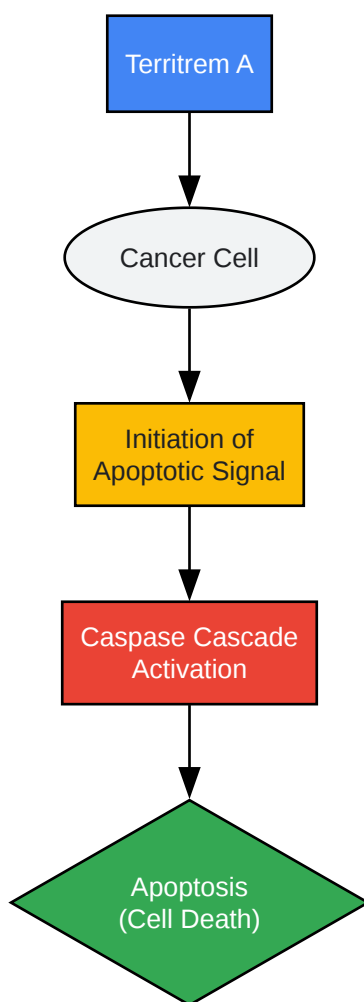 Territrem A
Cancer Cell
Initiation of
Apoptotic Signal
Caspase Cascade
Activation
Apoptosis
(Cell Death)